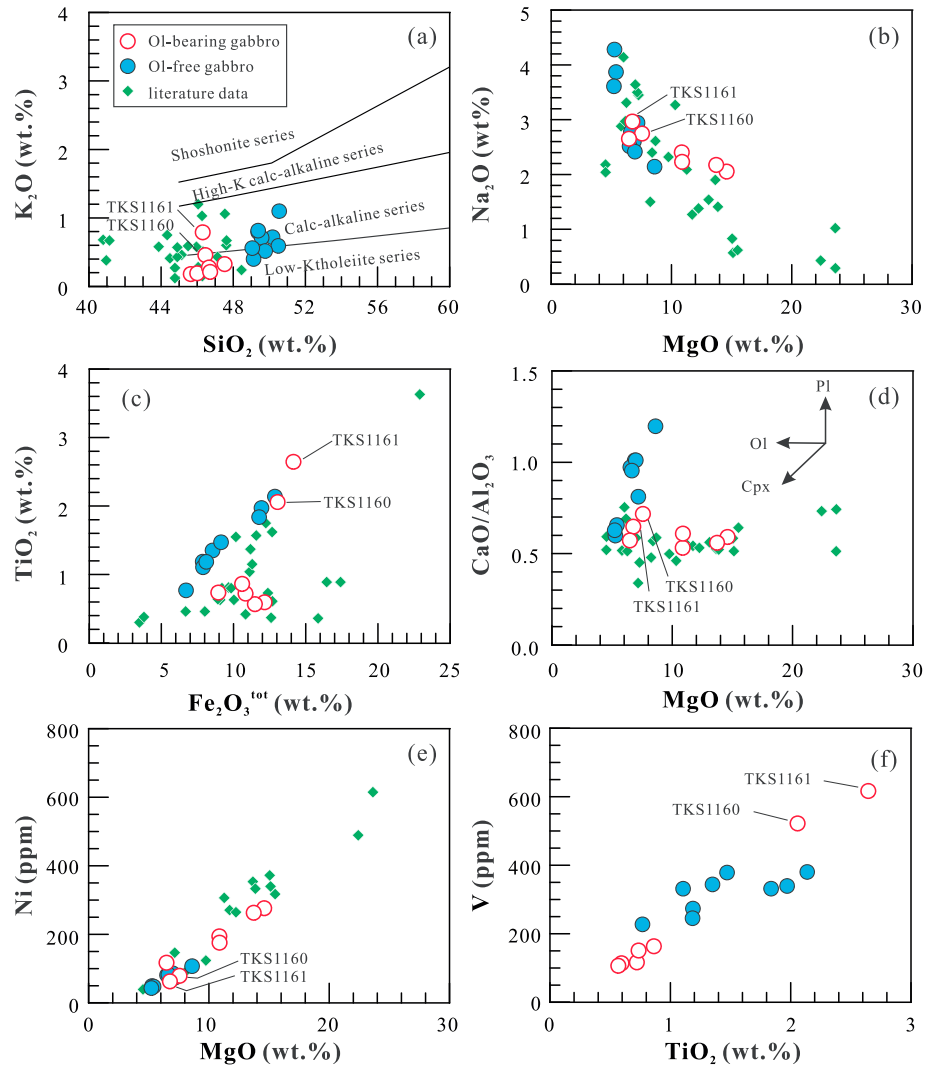 (a)
Ol-bearing gabbro
Ol-free gabbro
literature data
Shoshonite series
High-K calc-alkaline series
TKS1161
TKS1160
Calc-alkaline series
Low-Ktholeiite series
K₂O (wt.%)
4
3
2
1
0
40 44 48 52 56 60
SiO₂ (wt.%)
(b)
TKS1161
TKS1160
Na₂O (wt%)
5
4
3
2
1
0
0 10 20 30
MgO (wt.%)
(c)
TKS1161
TKS1160
TiO₂ (wt.%)
4
3
2
1
0
0 5 10 15 20 25
Fe₂O₃ᵗᵒᵗ (wt.%)
(d)
Pl
Ol
Cpx
TKS1160
TKS1161
CaO/Al₂O₃
1.5
1.0
0.5
0.0
0 10 20 30
MgO (wt.%)
(e)
TKS1160
TKS1161
Ni (ppm)
800
600
400
200
0
0 10 20 30
MgO (wt.%)
(f)
TKS1161
TKS1160
V (ppm)
800
600
400
200
0
0 1 2 3
TiO₂ (wt.%)